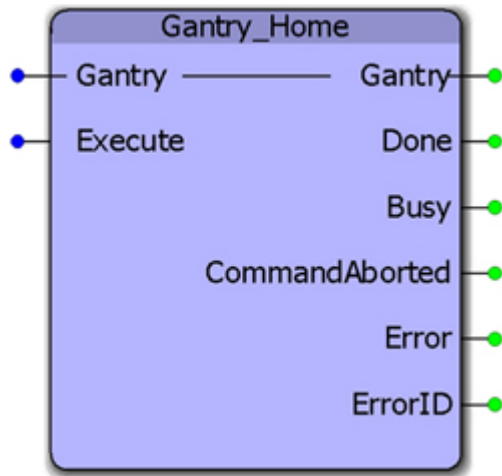 Gantry_Home
Gantry Gantry
Execute Done
Busy
CommandAborted
Error
ErrorID